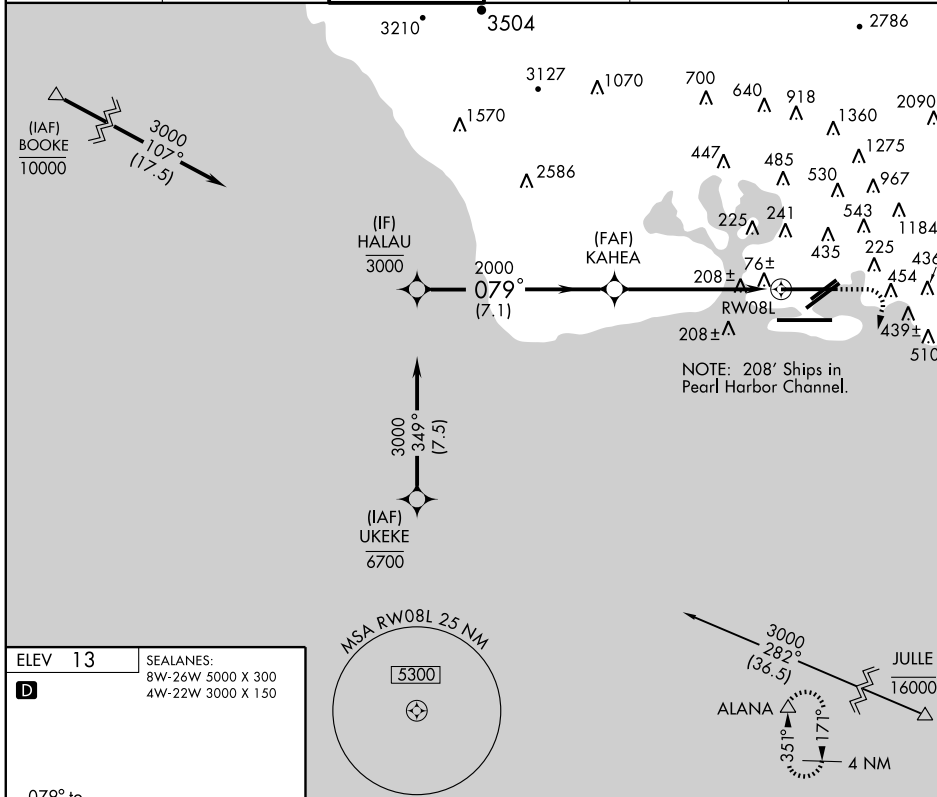 3210
3504
2786
3127
1070
700
640
918
1360
2090
1570
(IAF)
BOOKE
10000
3000
107°
(17.5)
2586
447
485
1275
530
967
225
241
435
543
1184
225
436
454
439±
510
(IF)
HALAU
3000
2000
079°
(7.1)
(FAF)
KAHEA
208±
76±
RW08L
208±
NOTE: 208' Ships in
Pearl Harbor Channel.
3000
349°
(7.5)
(IAF)
UKEKE
6700
MSA RW08L 25 NM
5300
3000
282°
(36.5)
JULLE
16000
ALANA
351°
171°
4 NM
ELEV 13
D
SEALANES:
8W-26W 5000 X 300
4W-22W 3000 X 150
079° to